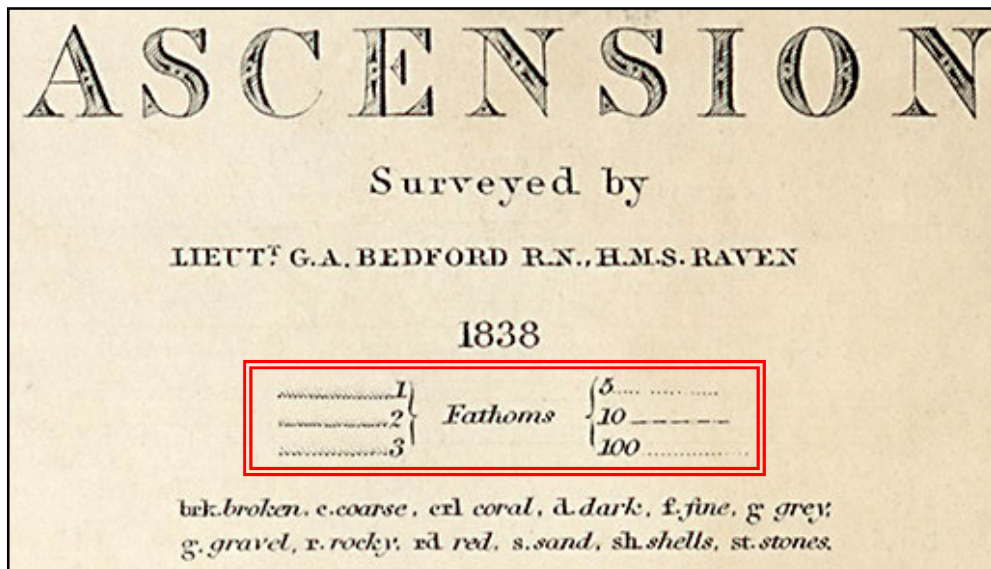 ASCENSION
Surveyed by
LIEUT.T G.A. BEDFORD R.N., H.M.S. RAVEN
1838
1 5
2 Fathoms 10
3 100
brk. broken, c. coarse, crl coral, d. dark, f. fine, g grey,
g. gravel, r. rocky, rd red, s. sand, sh. shells, st. stones.